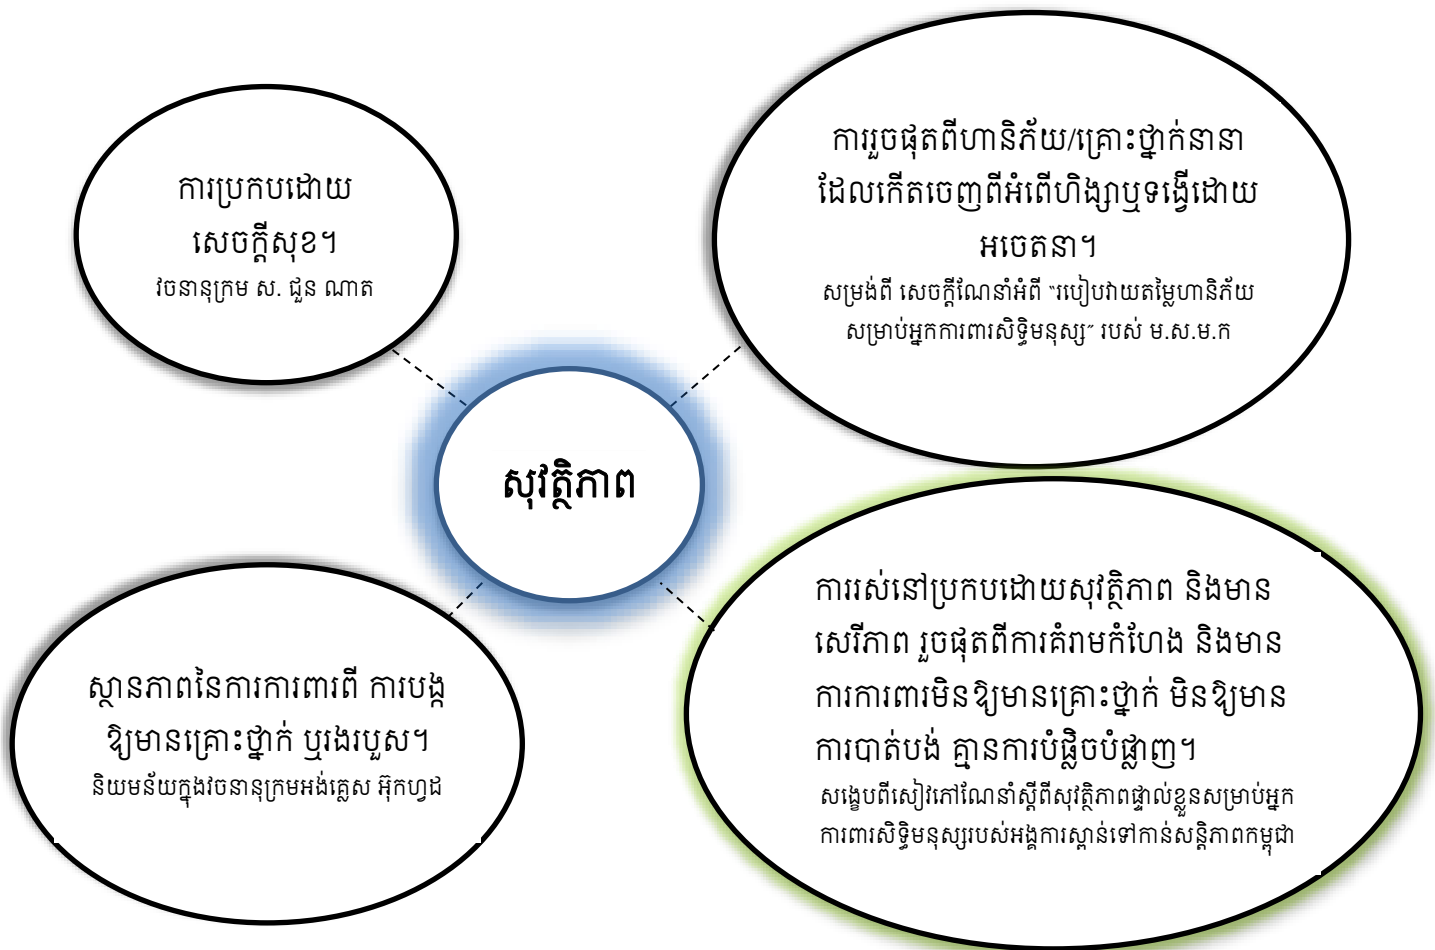 ការប្រកបដោយ
សេចក្តីសុខ។
វចនានុក្រម ស. ជួន ណាត
ការរួចផុតពីហានិភ័យ/គ្រោះថ្នាក់នានា
ដែលកើតចេញពីអំពើហិង្សាឬទង្វើដោយ
អចេតនា។
សម្រង់ពី សេចក្តីណែនាំអំពី “របៀបវាយតម្លៃហានិភ័យ
សម្រាប់អ្នកការពារសិទ្ធិមនុស្ស” របស់ ម.ស.ម.ក
សុវត្ថិភាព
ស្ថានភាពនៃការការពារពី ការបង្ក
ឱ្យមានគ្រោះថ្នាក់ ឬរងរបួស។
និយមន័យក្នុងវចនានុក្រមអង់គ្លេស អ៊ុកហ្វដ
ការរស់នៅប្រកបដោយសុវត្ថិភាព និងមាន
សេរីភាព រួចផុតពីការគំរាមកំហែង និងមាន
ការការពារមិនឱ្យមានគ្រោះថ្នាក់ មិនឱ្យមាន
ការបាត់បង់ គ្មានការបំផ្លិចបំផ្លាញ។
សង្ខេបពីសៀវភៅណែនាំស្តីពីសុវត្ថិភាពផ្ទាល់ខ្លួនសម្រាប់អ្នក
ការពារសិទ្ធិមនុស្សរបស់អង្គការស្ពានទៅកាន់សន្តិភាពកម្ពុជា